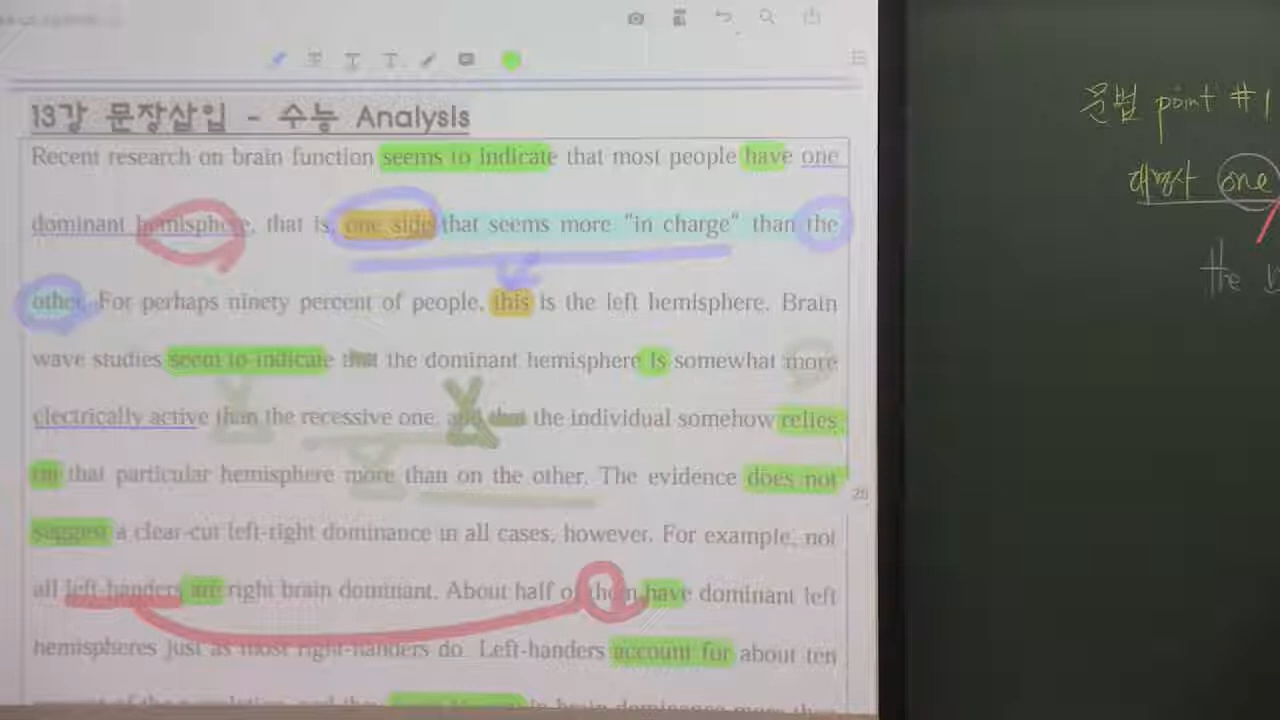 13강 문장삽입 - 수능 Analysis
Recent research on brain function seems to indicate that most people have one
dominant hemisphere, that is, one side that seems more "in charge" than the
other. For perhaps ninety percent of people, this is the left hemisphere. Brain
wave studies seem to indicate that the dominant hemisphere is somewhat more
electrically active than the recessive one, and that the individual somehow relies
on that particular hemisphere more than on the other. The evidence does not
suggest a clear-cut left-right dominance in all cases, however. For example, not
all left-handers are right brain dominant. About half of them have dominant left
hemispheres just as most right-handers do. Left-handers account for about ten
in brain dominance more
26
문법 point #1
대명사 one
the